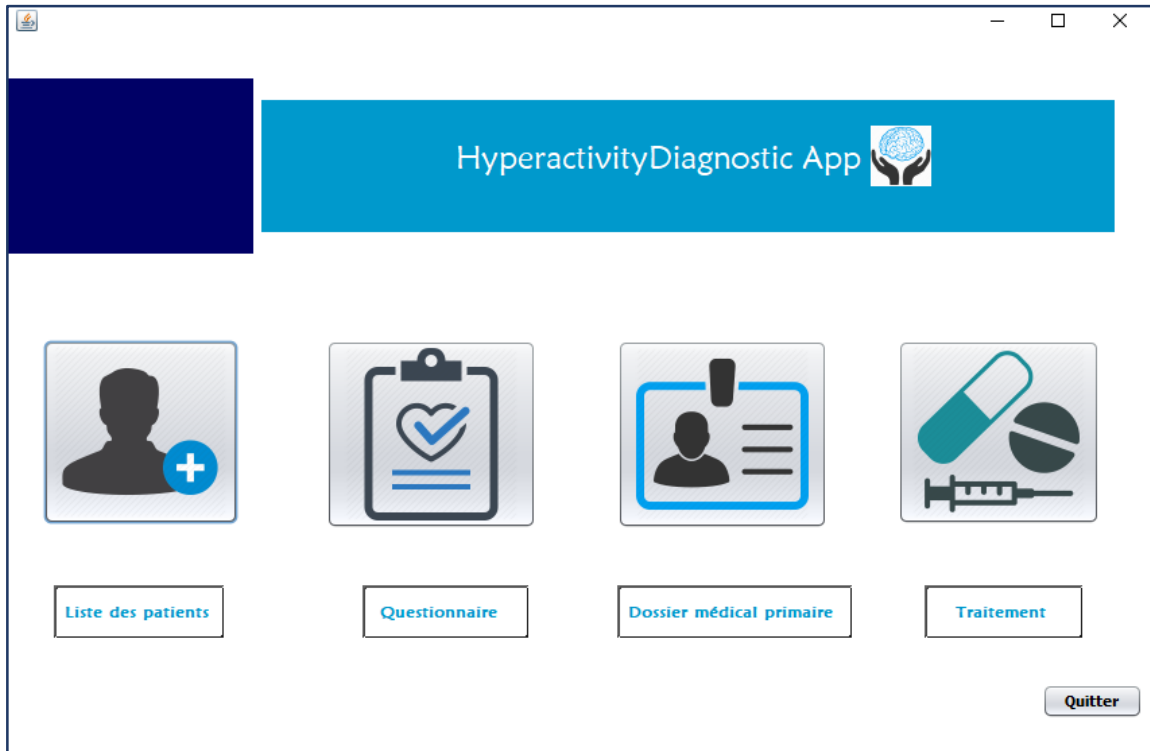 HyperactivityDiagnostic App
Liste des patients
Questionnaire
Dossier médical primaire
Traitement
Quitter